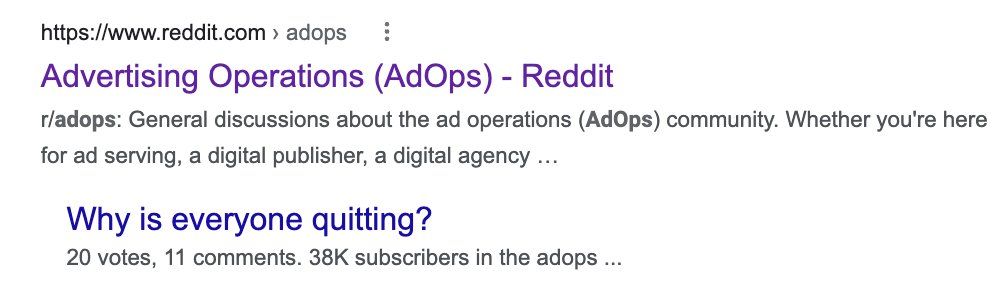 https://www.reddit.com › adops
Advertising Operations (AdOps) - Reddit
r/adops: General discussions about the ad operations (AdOps) community. Whether you're here
for ad serving, a digital publisher, a digital agency ...
Why is everyone quitting?
20 votes, 11 comments. 38K subscribers in the adops ...